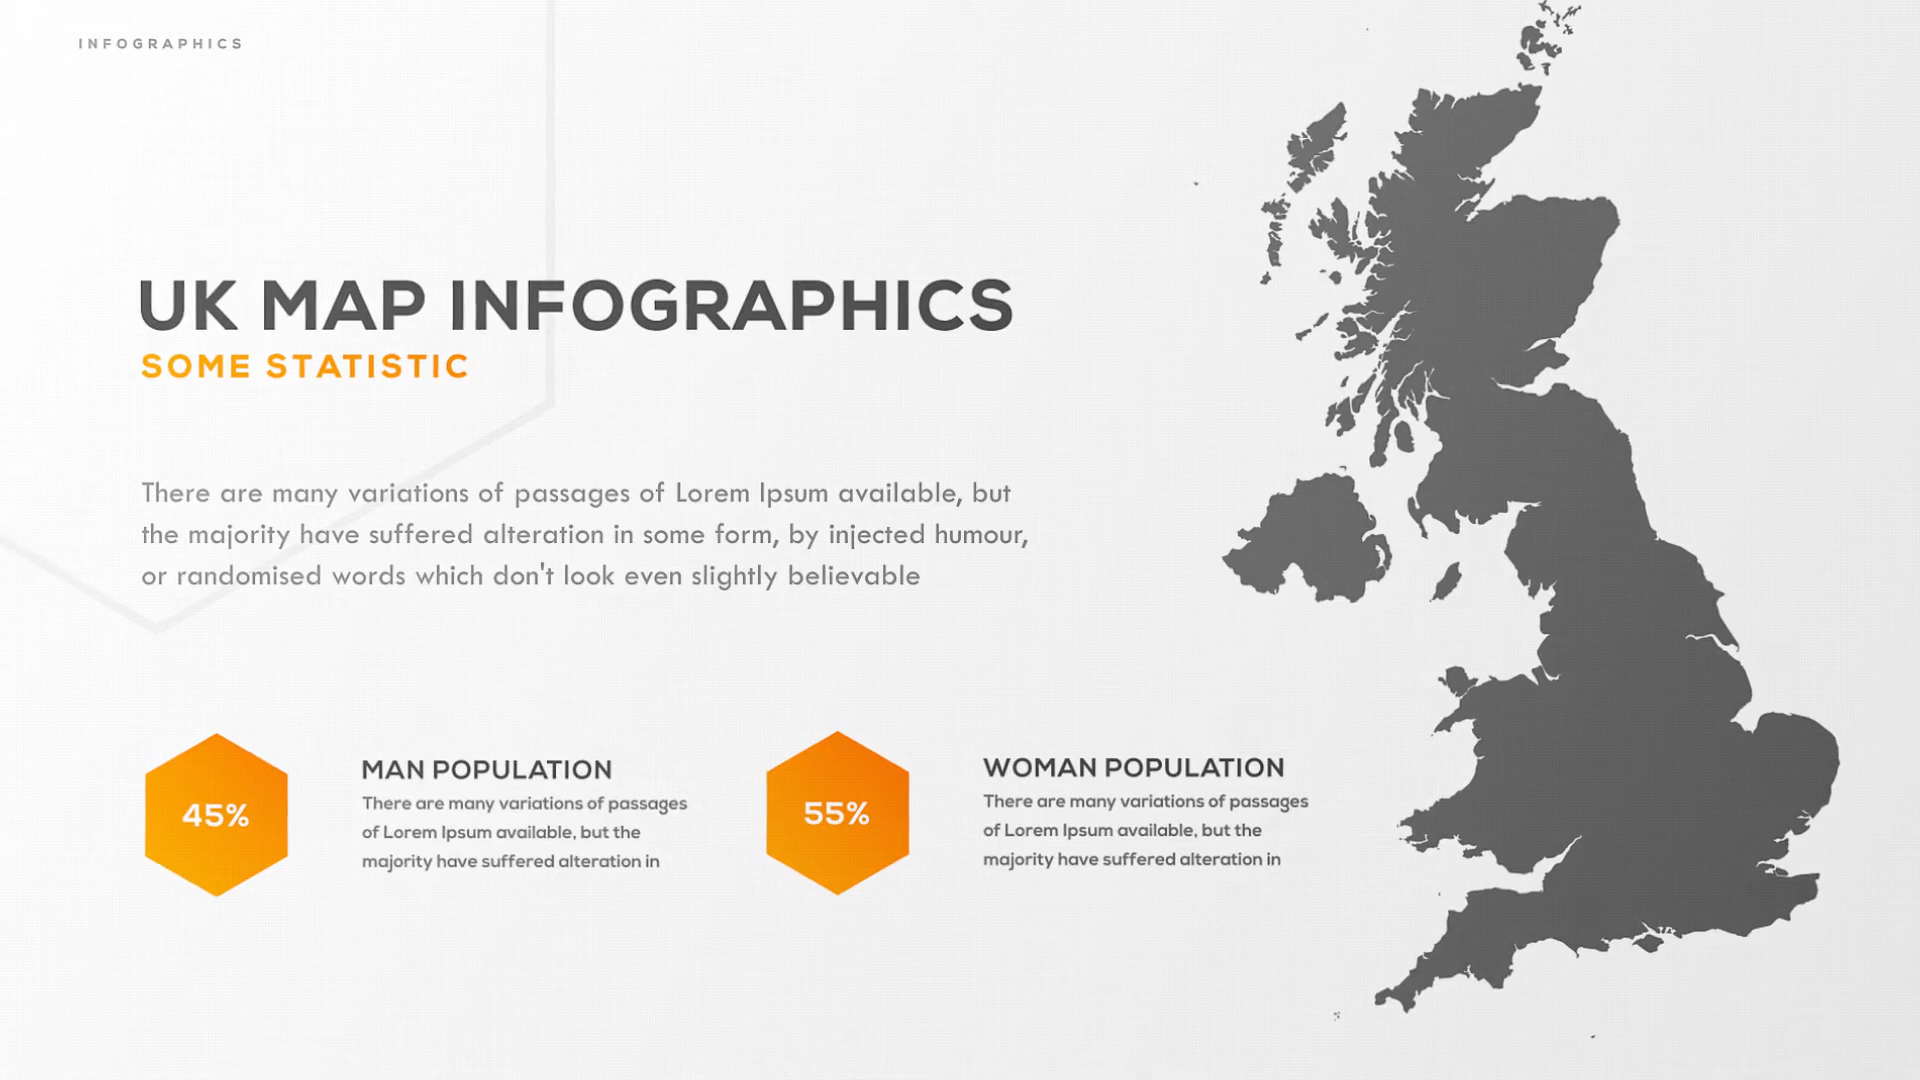 INFOGRAPHICS
UK MAP INFOGRAPHICS
SOME STATISTIC
There are many variations of passages of Lorem Ipsum available, but
the majority have suffered alteration in some form, by injected humour,
or randomised words which don't look even slightly believable
45%
MAN POPULATION
There are many variations of passages
of Lorem Ipsum available, but the
majority have suffered alteration in
55%
WOMAN POPULATION
There are many variations of passages
of Lorem Ipsum available, but the
majority have suffered alteration in